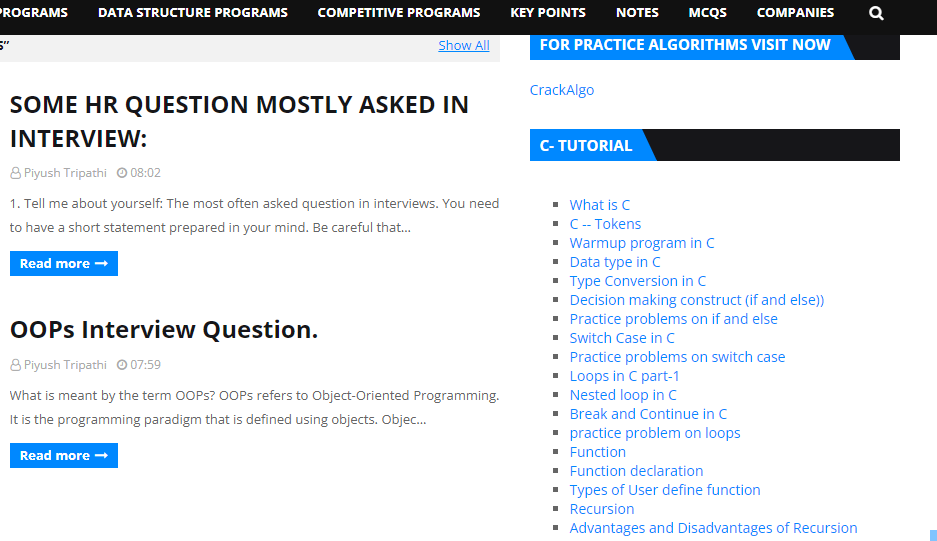 PROGRAMS DATA STRUCTURE PROGRAMS COMPETITIVE PROGRAMS KEY POINTS NOTES MCQS COMPANIES
S” Show All
SOME HR QUESTION MOSTLY ASKED IN
INTERVIEW:
Piyush Tripathi 08:02
1. Tell me about yourself: The most often asked question in interviews. You need
to have a short statement prepared in your mind. Be careful that…
Read more
OOPs Interview Question.
Piyush Tripathi 07:59
What is meant by the term OOPs? OOPs refers to Object-Oriented Programming.
It is the programming paradigm that is defined using objects. Objec…
Read more
FOR PRACTICE ALGORITHMS VISIT NOW
CrackAlgo
C- TUTORIAL
What is C
C -- Tokens
Warmup program in C
Data type in C
Type Conversion in C
Decision making construct (if and else))
Practice problems on if and else
Switch Case in C
Practice problems on switch case
Loops in C part-1
Nested loop in C
Break and Continue in C
practice problem on loops
Function
Function declaration
Types of User define function
Recursion
Advantages and Disadvantages of Recursion